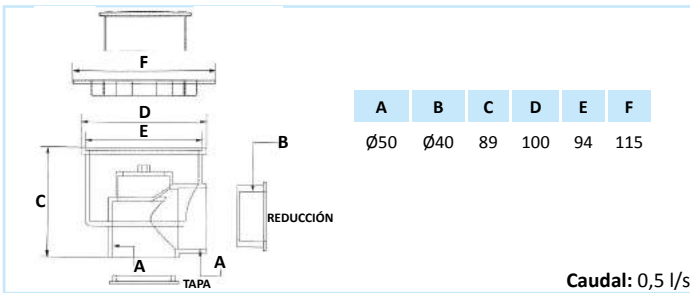 F
D
E
B
C
REDUCCIÓN
A
A
TAPA
A B C D E F
Ø50 Ø40 89 100 94 115
Caudal: 0,5 l/s